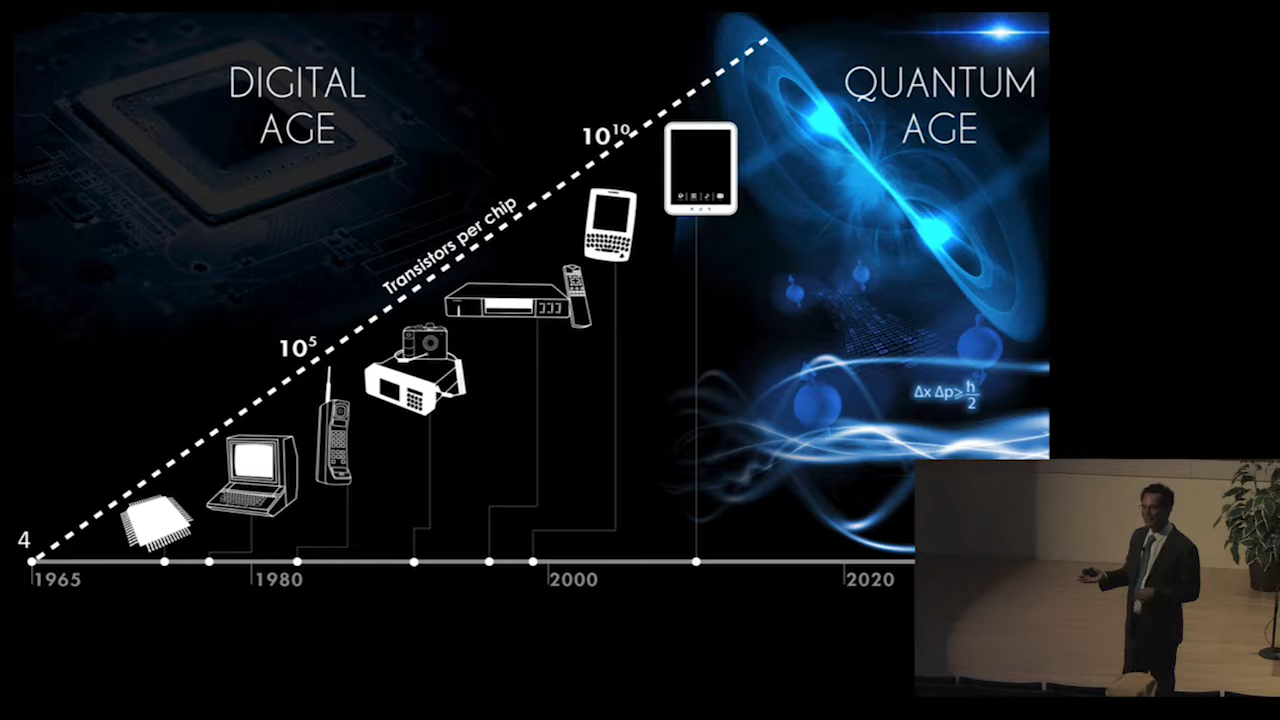 DIGITAL
AGE
QUANTUM
AGE
10¹⁰
Transistors per chip
10⁵
Δx Δp⩾ħ/2
4
1965
1980
2000
2020